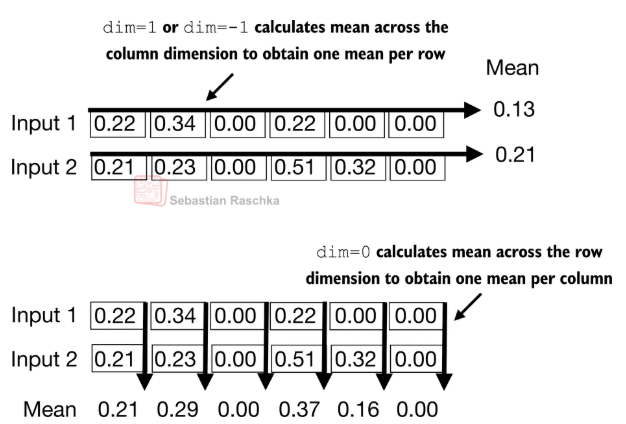 dim=1 or dim=-1 calculates mean across the
column dimension to obtain one mean per row
Mean
Input 1 0.22 0.34 0.00 0.22 0.00 0.00 0.13
Input 2 0.21 0.23 0.00 0.51 0.32 0.00 0.21
Sebastian Raschka
dim=0 calculates mean across the row
dimension to obtain one mean per column
Input 1 0.22 0.34 0.00 0.22 0.00 0.00
Input 2 0.21 0.23 0.00 0.51 0.32 0.00
Mean 0.21 0.29 0.00 0.37 0.16 0.00